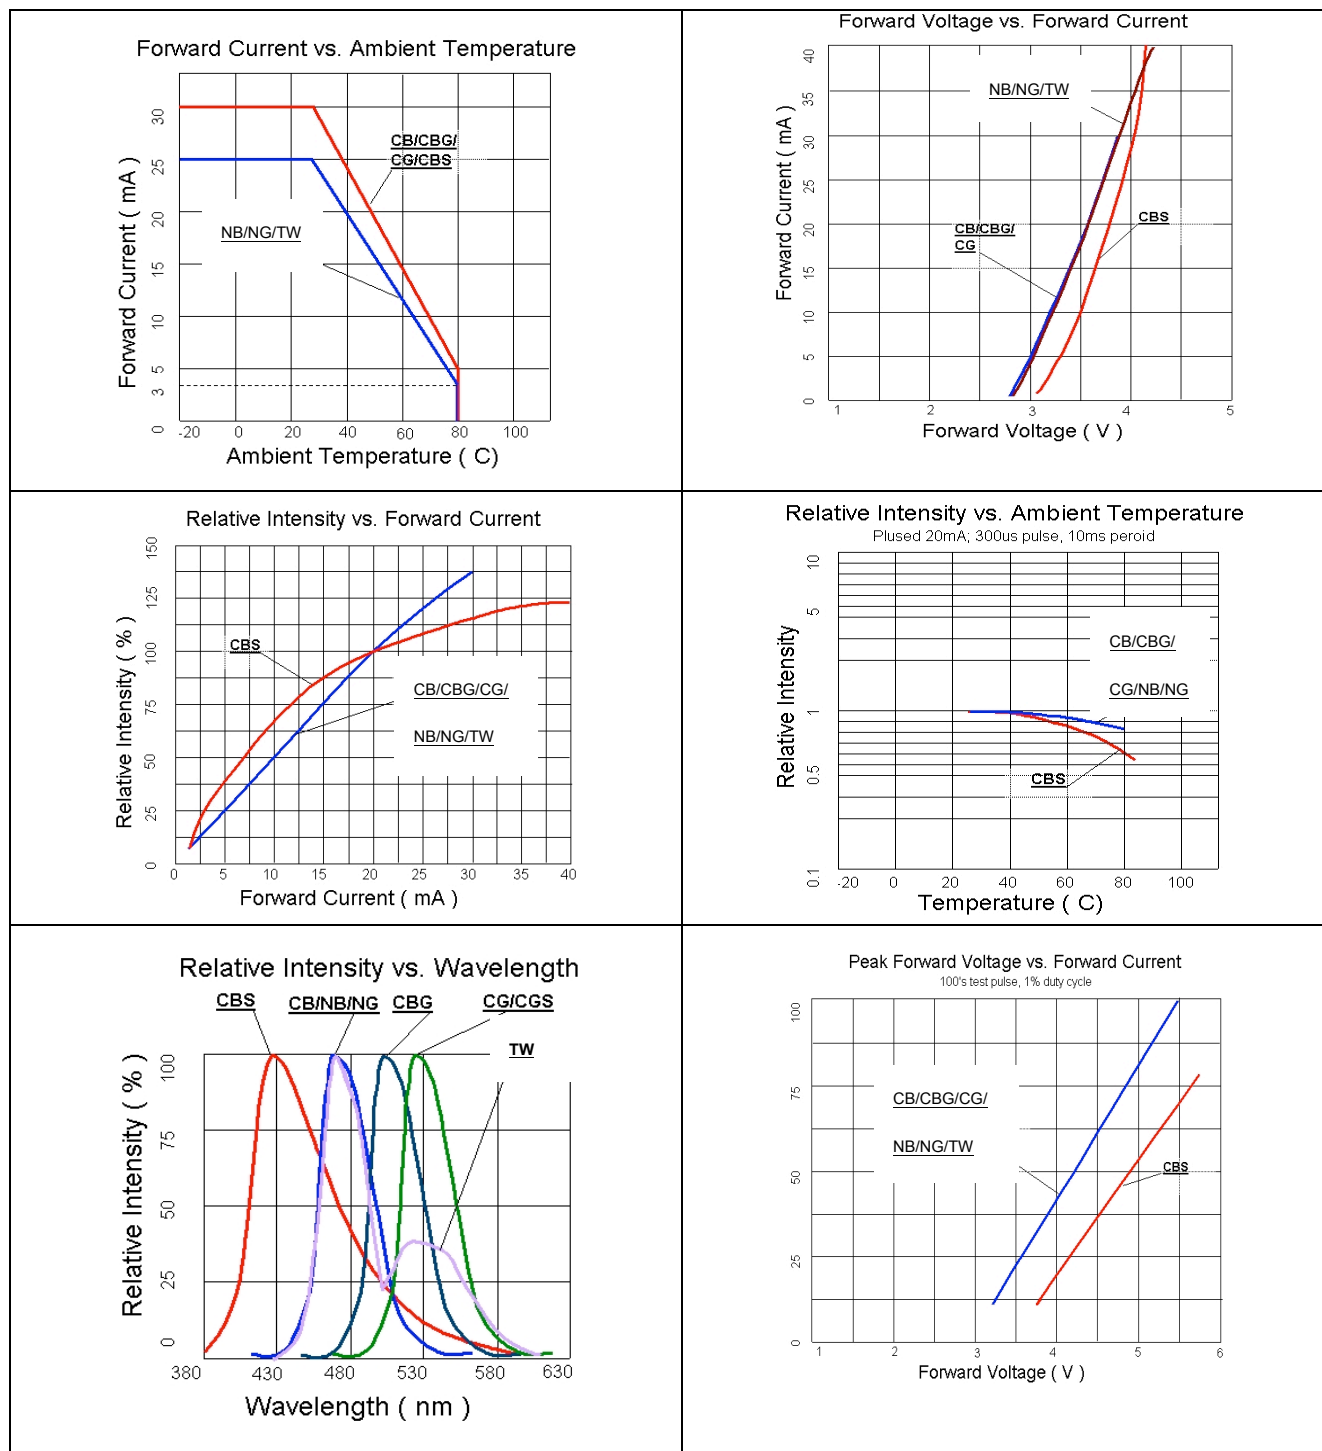 Forward Current vs. Ambient Temperature
Forward Current ( mA )
30
25
20
15
10
5
3
0
CB/CBG/
CG/CBS
NB/NG/TW
-20 0 20 40 60 80 100
Ambient Temperature ( C)
Forward Voltage vs. Forward Current
Forward Current ( mA )
40
35
30
25
20
15
10
5
0
NB/NG/TW
CB/CBG/
CG
CBS
1 2 3 4 5
Forward Voltage ( V )
Relative Intensity vs. Forward Current
Relative Intensity ( % )
150
125
100
75
50
25
0
CBS
CB/CBG/CG/
NB/NG/TW
0 5 10 15 20 25 30 35 40
Forward Current ( mA )
Relative Intensity vs. Ambient Temperature
Plused 20mA; 300us pulse, 10ms peroid
Relative Intensity
10
5
1
0.5
0.1
CB/CBG/
CG/NB/NG
CBS
-20 0 20 40 60 80 100
Temperature ( C)
Relative Intensity vs. Wavelength
CBS CB/NB/NG CBG CG/CGS
TW
Relative Intensity ( % )
100
75
50
25
0
380 430 480 530 580 630
Wavelength ( nm )
Peak Forward Voltage vs. Forward Current
100's test pulse, 1% duty cycle
100
75
50
25
0
CB/CBG/CG/
NB/NG/TW
CBS
1 2 3 4 5 6
Forward Voltage ( V )